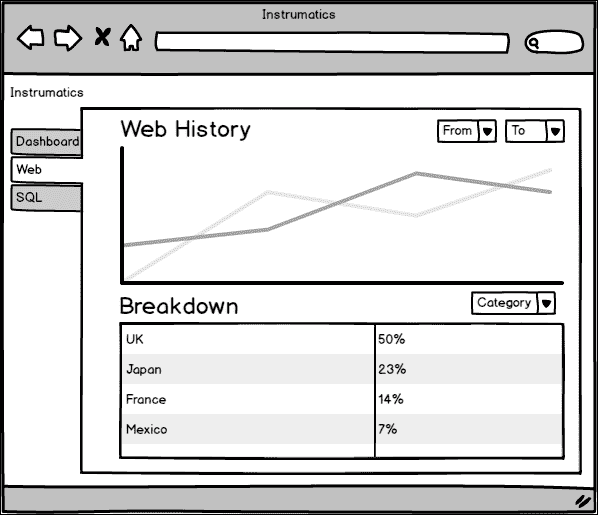 Instrumatics
Instrumatics
Dashboard
Web
SQL
Web History
From
To
Breakdown
Category
UK 50%
Japan 23%
France 14%
Mexico 7%